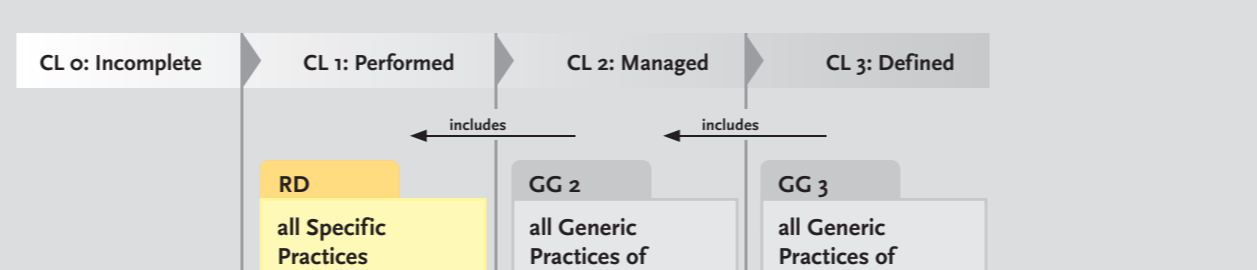 CL 0: Incomplete
CL 1: Performed
CL 2: Managed
CL 3: Defined
includes
includes
RD
all Specific
Practices
GG 2
all Generic
Practices of
GG 3
all Generic
Practices of